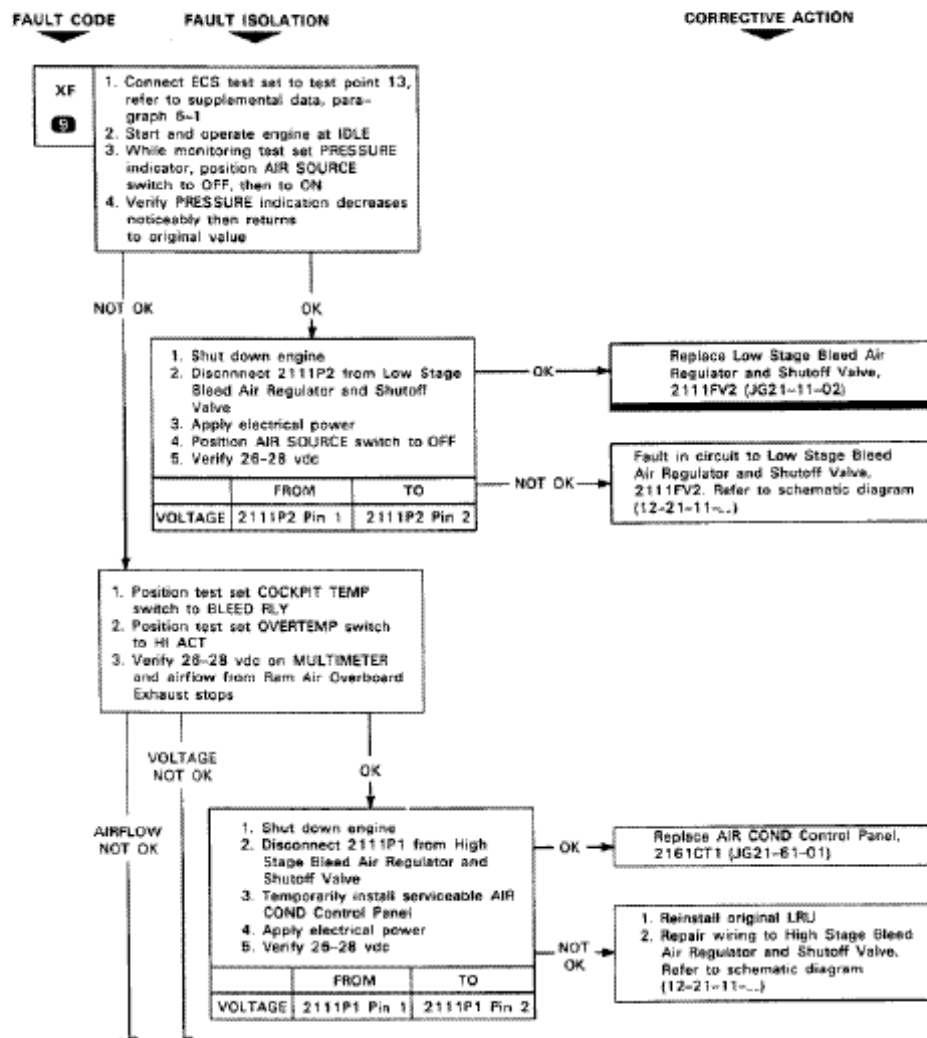 FAULT CODE
FAULT ISOLATION
CORRECTIVE ACTION
XF
9
1. Connect ECS test set to test point 13,
refer to supplemental data, para-
graph 6-1
2. Start and operate engine at IDLE
3. While monitoring test set PRESSURE
indicator, position AIR SOURCE
switch to OFF, then to ON
4. Verify PRESSURE indication decreases
noticeably then returns
to original value
NOT OK
OK
1. Shut down engine
2. Disconnnect 2111P2 from Low Stage
Bleed Air Regulator and Shutoff
Valve
3. Apply electrical power
4. Position AIR SOURCE switch to OFF
5. Verify 26-28 vdc
FROM TO
VOLTAGE 2111P2 Pin 1 2111P2 Pin 2
OK
Replace Low Stage Bleed Air
Regulator and Shutoff Valve,
2111FV2 (JG21-11-02)
NOT OK
Fault in circuit to Low Stage Bleed
Air Regulator and Shutoff Valve,
2111FV2. Refer to schematic diagram
(12-21-11-...)
1. Position test set COCKPIT TEMP
switch to BLEED RLY
2. Position test set OVERTEMP switch
to HI ACT
3. Verify 26-28 vdc on MULTIMETER
and airflow from Ram Air Overboard
Exhaust stops
VOLTAGE
NOT OK
OK
AIRFLOW
NOT OK
1. Shut down engine
2. Disconnect 2111P1 from High
Stage Bleed Air Regulator and
Shutoff Valve
3. Temporarily install serviceable AIR
COND Control Panel
4. Apply electrical power
5. Verify 26-28 vdc
FROM TO
VOLTAGE 2111P1 Pin 1 2111P1 Pin 2
OK
Replace AIR COND Control Panel,
2161CT1 (JG21-61-01)
NOT
OK
1. Reinstall original LRU
2. Repair wiring to High Stage Bleed
Air Regulator and Shutoff Valve.
Refer to schematic diagram
(12-21-11-...)